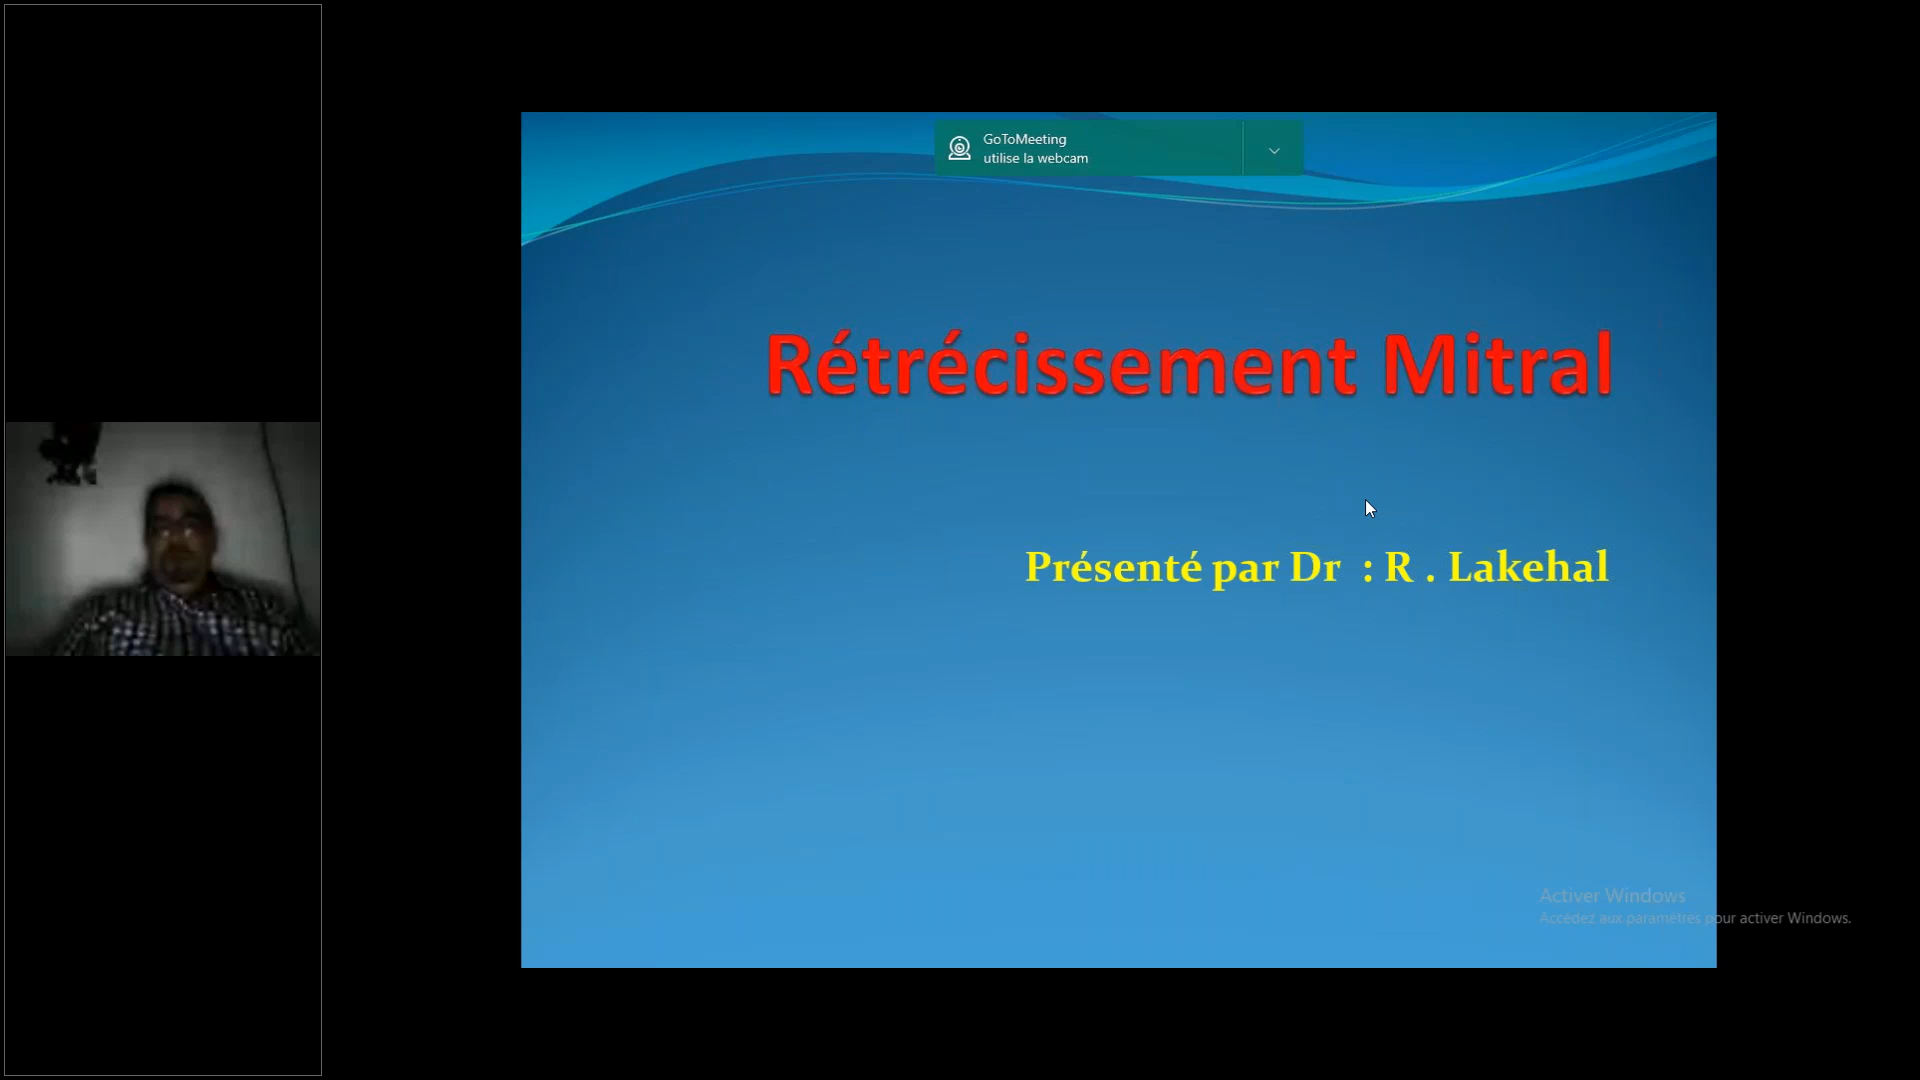 GoToMeeting
utilise la webcam
Rétrécissement Mitral
Présenté par Dr : R . Lakehal
Activer Windows
Accédez aux paramètres pour activer Windows.